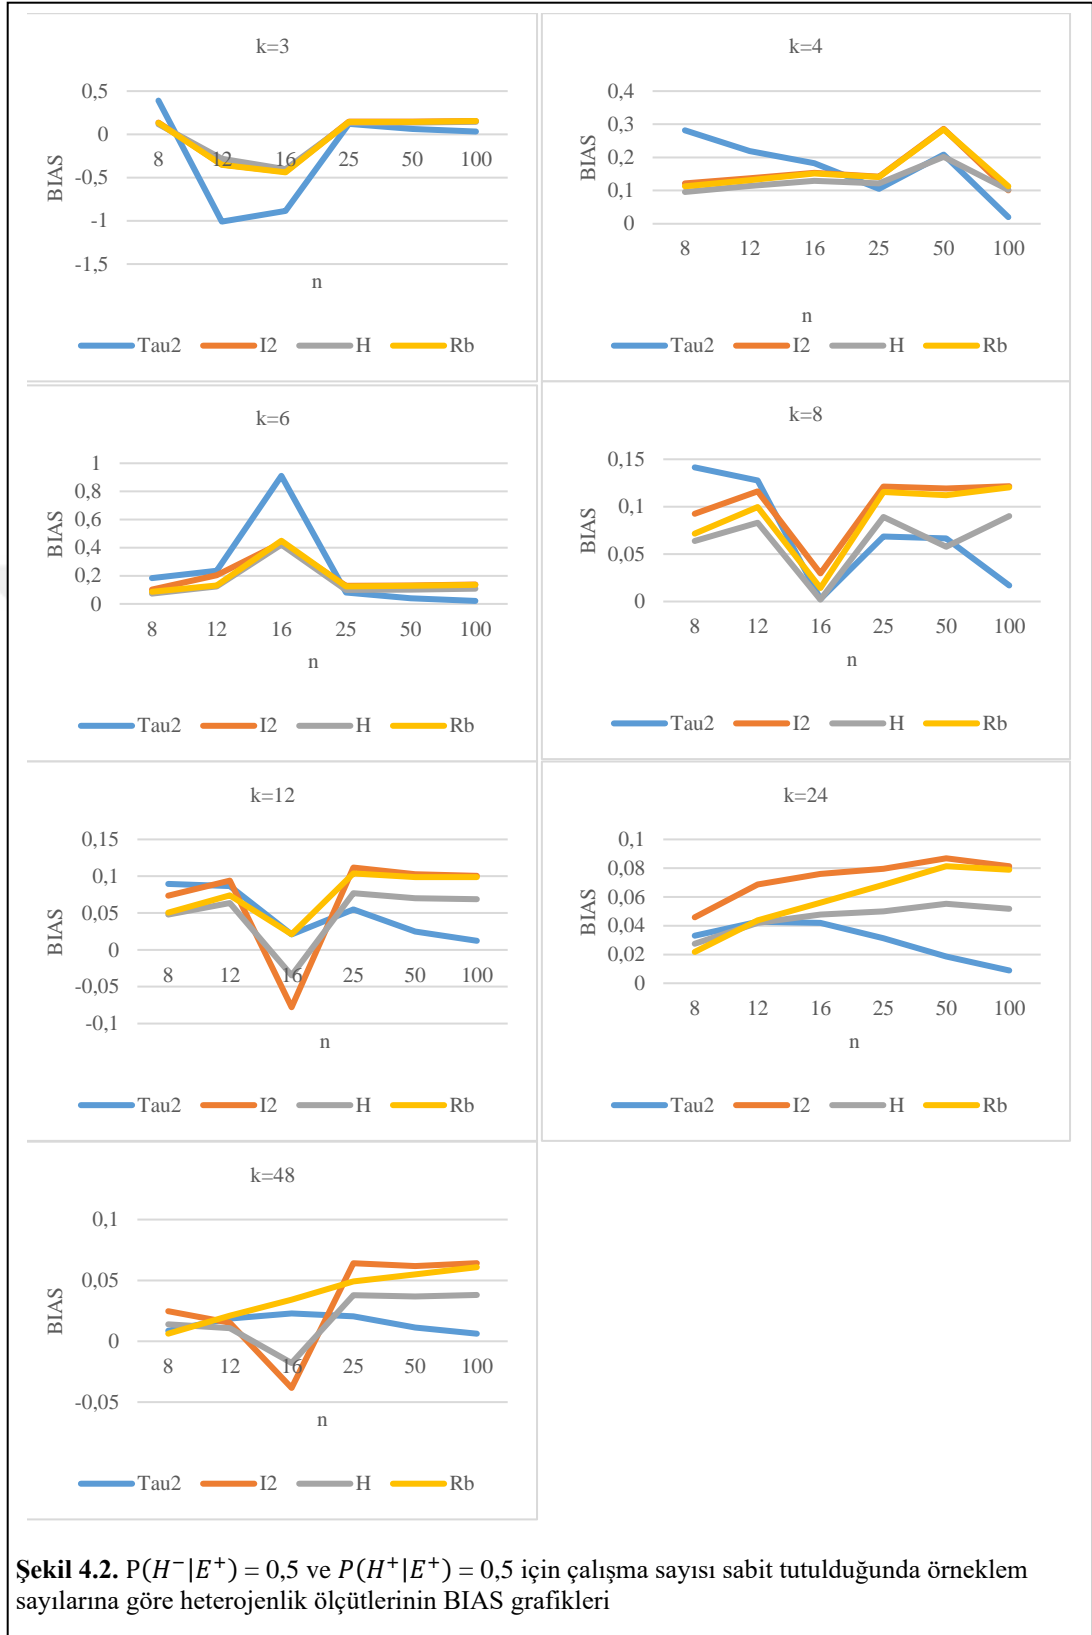 k=3
0,5
0
-0,5
-1
-1,5
BIAS
8 12 16 25 50 100
n
Tau2 I2 H Rb
k=4
0,4
0,3
0,2
0,1
0
BIAS
8 12 16 25 50 100
n
Tau2 I2 H Rb
k=6
1
0,8
0,6
0,4
0,2
0
BIAS
8 12 16 25 50 100
n
Tau2 I2 H Rb
k=8
0,15
0,1
0,05
0
BIAS
8 12 16 25 50 100
n
Tau2 I2 H Rb
k=12
0,15
0,1
0,05
0
-0,05
-0,1
BIAS
8 12 16 25 50 100
n
Tau2 I2 H Rb
k=24
0,1
0,08
0,06
0,04
0,02
0
BIAS
8 12 16 25 50 100
n
Tau2 I2 H Rb
k=48
0,1
0,05
0
-0,05
BIAS
8 12 16 25 50 100
n
Tau2 I2 H Rb
Şekil 4.2. P(H⁻|E⁺) = 0,5 ve P(H⁺|E⁺) = 0,5 için çalışma sayısı sabit tutulduğunda örneklem
sayılarına göre heterojenlik ölçütlerinin BIAS grafikleri